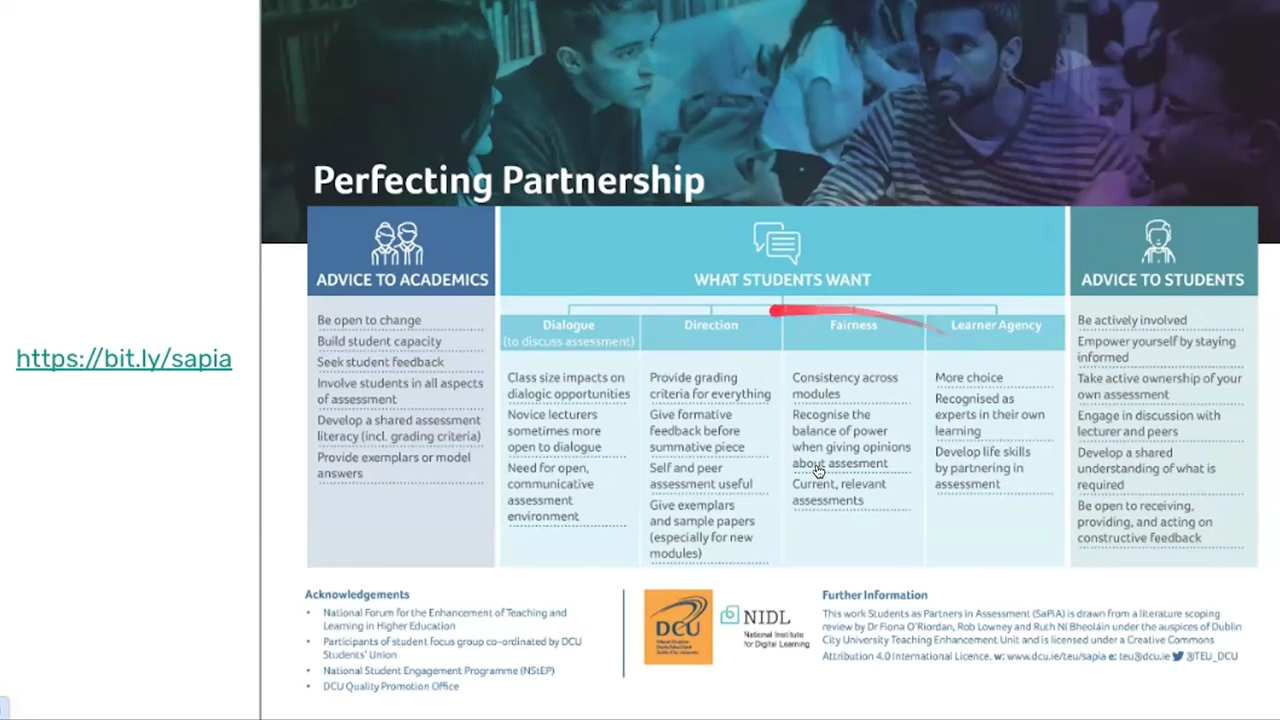 https://bit.ly/sapia
Perfecting Partnership
ADVICE TO ACADEMICS
Be open to change
Build student capacity
Seek student feedback
Involve students in all aspects
of assessment
Develop a shared assessment
literacy (incl. grading criteria)
Provide exemplars or model
answers
WHAT STUDENTS WANT
Dialogue
(to discuss assessment)
Class size impacts on
dialogic opportunities
Novice lecturers
sometimes more
open to dialogue
Need for open,
communicative
assessment
environment
Direction
Provide grading
criteria for everything
Give formative
feedback before
summative piece
Self and peer
assessment useful
Give exemplars
and sample papers
(especially for new
modules)
Fairness
Consistency across
modules
Recognise the
balance of power
when giving opinions
about assesment
Current, relevant
assessments
Learner Agency
More choice
Recognised as
experts in their own
learning
Develop life skills
by partnering in
assessment
ADVICE TO STUDENTS
Be actively involved
Empower yourself by staying
informed
Take active ownership of your
own assessment
Engage in discussion with
lecturer and peers
Develop a shared
understanding of what is
required
Be open to receiving,
providing, and acting on
constructive feedback
Acknowledgements
• National Forum for the Enhancement of Teaching and
Learning in Higher Education
• Participants of student focus group co-ordinated by DCU
Students' Union
• National Student Engagement Programme (NStEP)
• DCU Quality Promotion Office
DCU
NIDL
National Institute
for Digital Learning
Further Information
This work Students as Partners in Assessment (SaPiA) is drawn from a literature scoping
review by Dr Fiona O'Riordan, Rob Lowney and Ruth Ní Bheoláin under the auspices of Dublin
City University Teaching Enhancement Unit and is licensed under a Creative Commons
Attribution 4.0 International Licence. w: www.dcu.ie/teu/sapia e: teu@dcu.ie @TEU_DCU